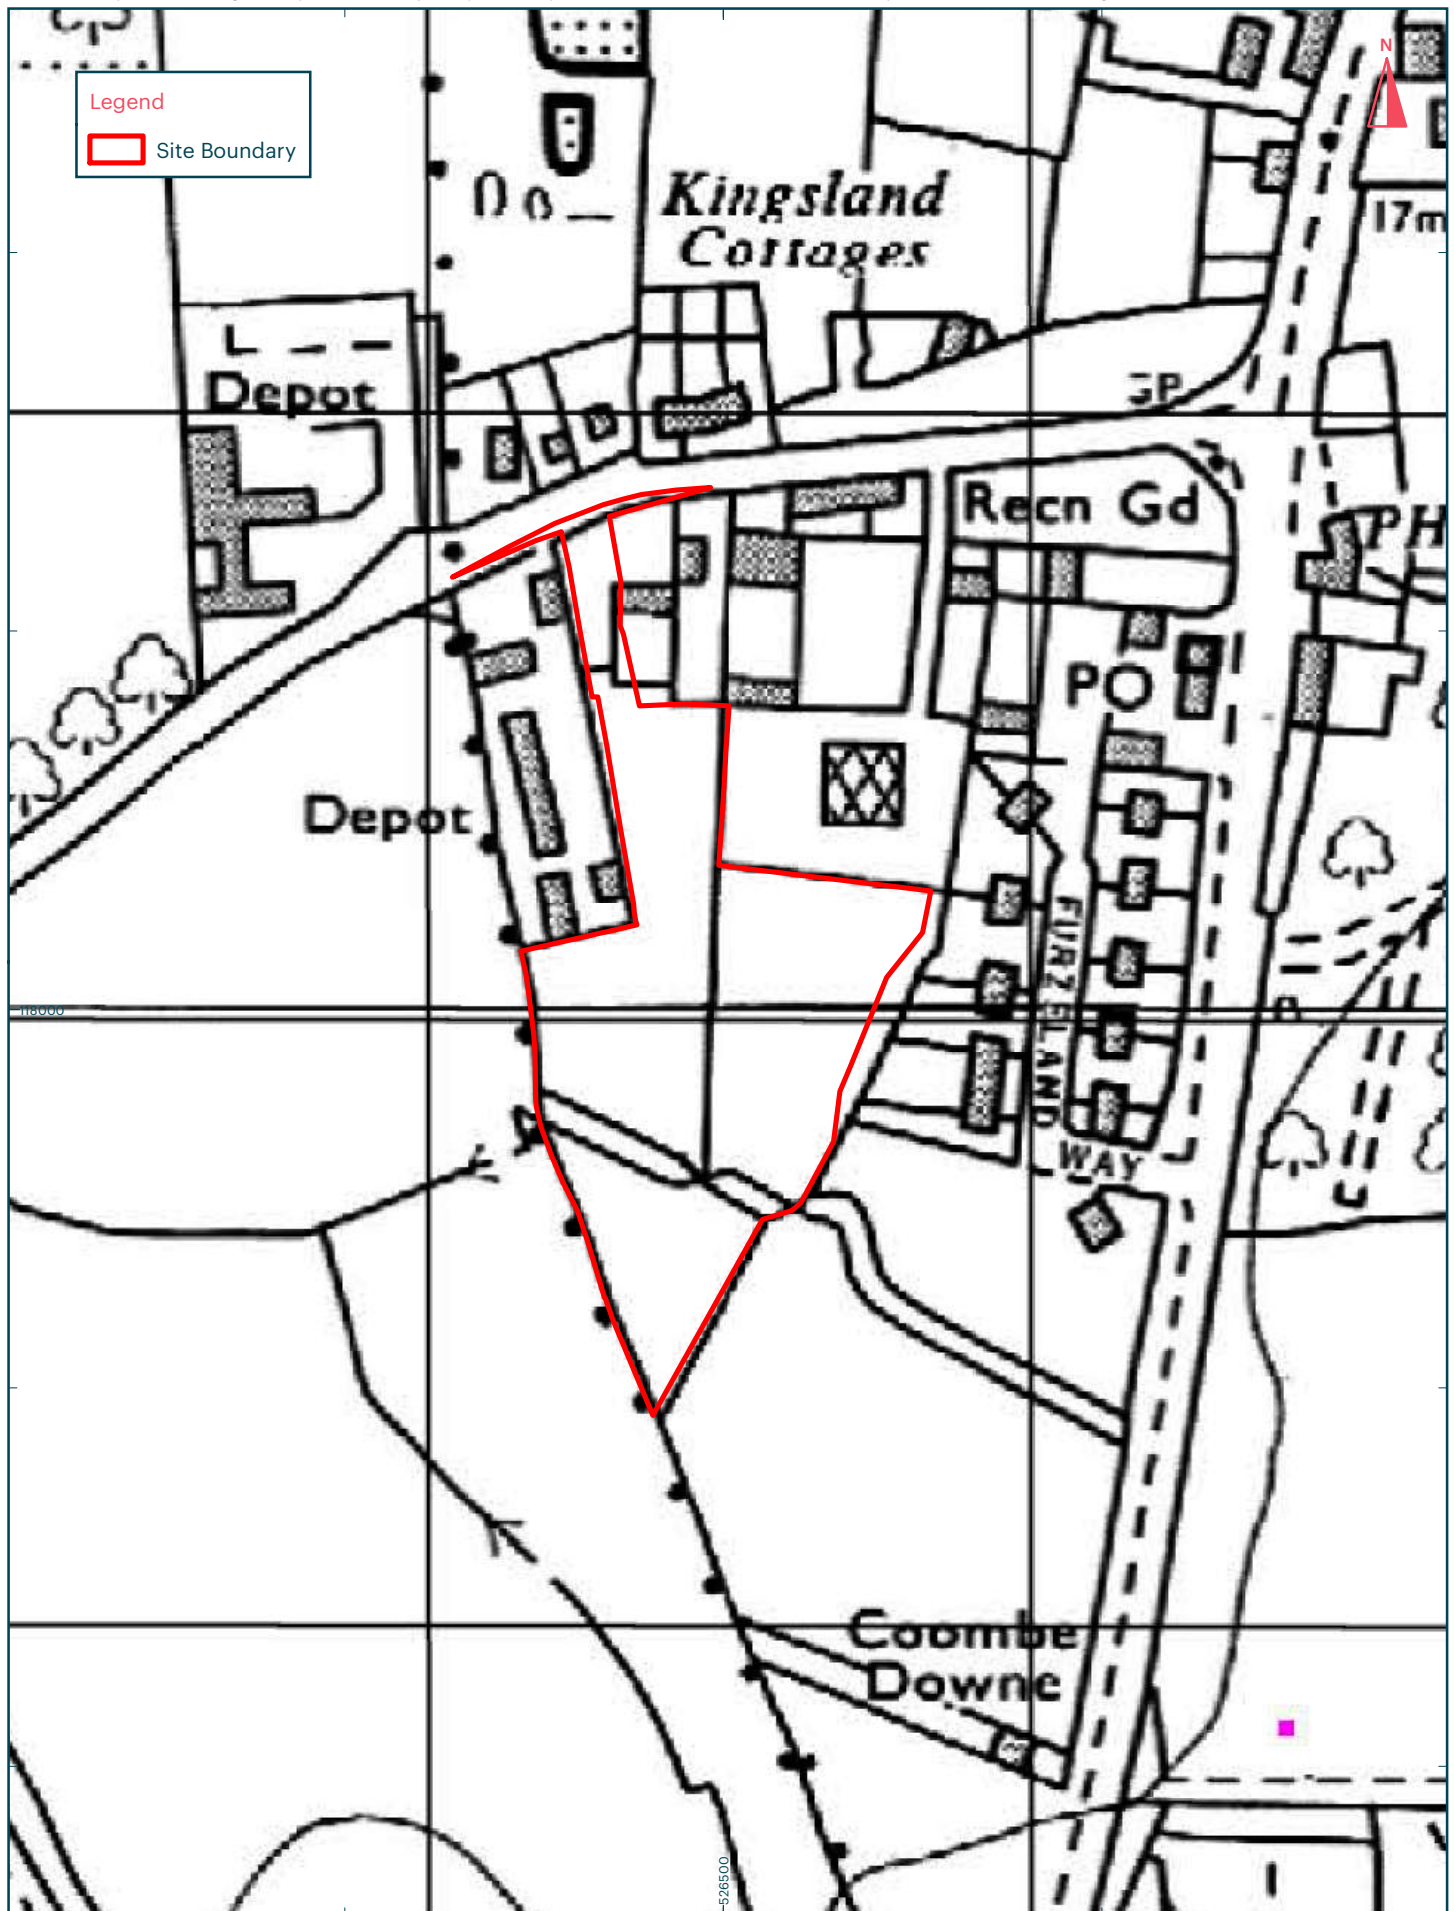 N
Legend
Site Boundary
Kingsland
Cottages
17m
Depot
GP
Recn Gd
PH
PO
Depot
FURZELAND
WAY
118000
Coombe
Downe
526500